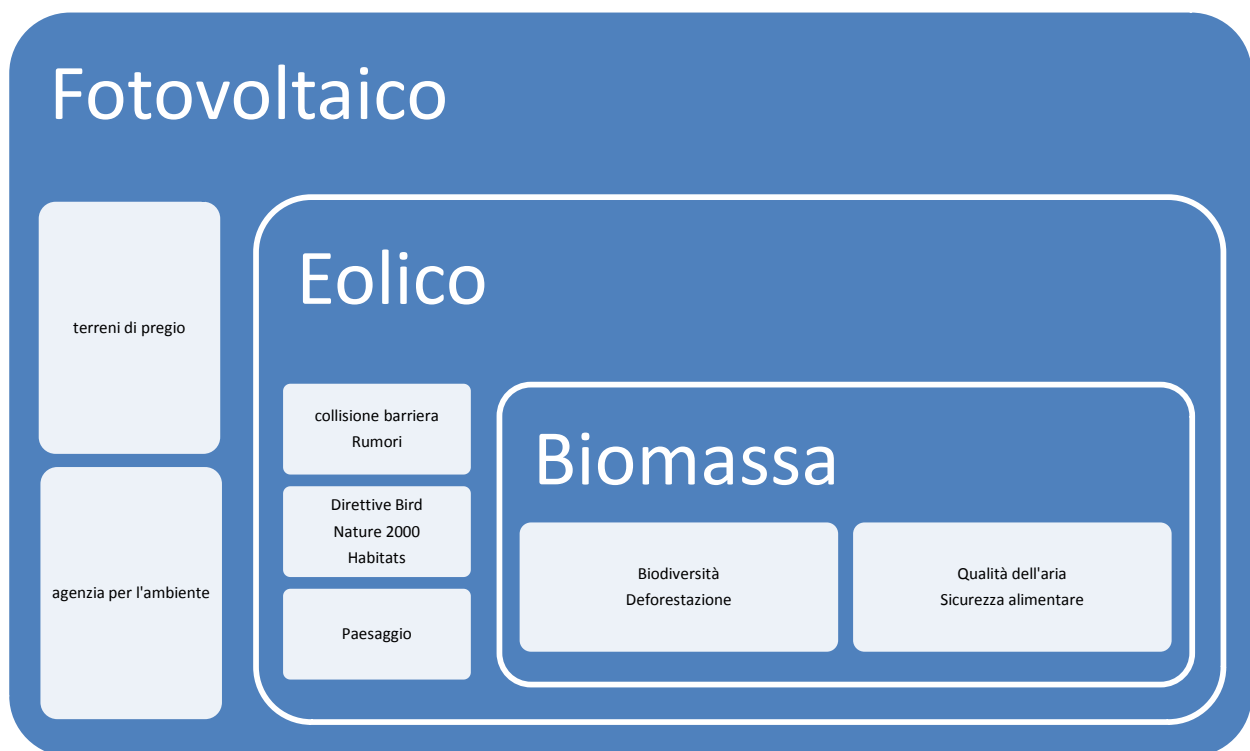 Fotovoltaico
terreni di pregio
agenzia per l'ambiente
Eolico
collisione barriera
Rumori
Direttive Bird
Nature 2000
Habitats
Paesaggio
Biomassa
Biodiversità
Deforestazione
Qualità dell'aria
Sicurezza alimentare